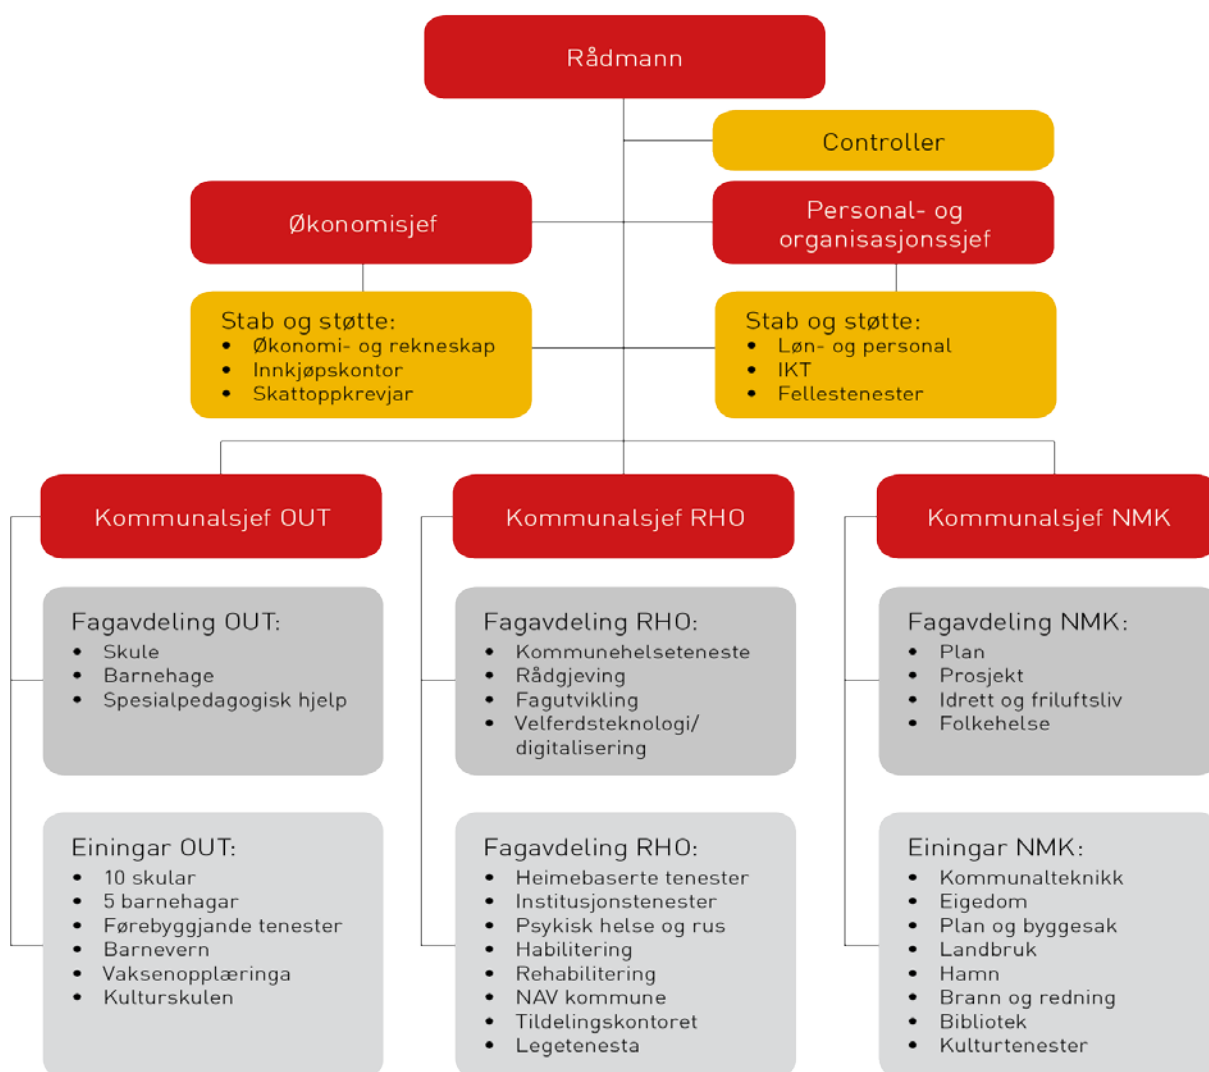 Rådmann
Controller
Økonomisjef
Personal- og
organisasjonssjef
Stab og støtte:
• Økonomi- og rekneskap
• Innkjøpskontor
• Skattoppkrevjar
Stab og støtte:
• Løn- og personal
• IKT
• Fellestenester
Kommunalsjef OUT
Kommunalsjef RHO
Kommunalsjef NMK
Fagavdeling OUT:
• Skule
• Barnehage
• Spesialpedagogisk hjelp
Fagavdeling RHO:
• Kommunehelseteneste
• Rådgjeving
• Fagutvikling
• Velferdsteknologi/
digitalisering
Fagavdeling NMK:
• Plan
• Prosjekt
• Idrett og friluftsliv
• Folkehelse
Einingar OUT:
• 10 skular
• 5 barnehagar
• Førebyggjande tenester
• Barnevern
• Vaksenopplæringa
• Kulturskulen
Fagavdeling RHO:
• Heimebaserte tenester
• Institusjonstenester
• Psykisk helse og rus
• Habilitering
• Rehabilitering
• NAV kommune
• Tildelingskontoret
• Legetenesta
Einingar NMK:
• Kommunalteknikk
• Eigedom
• Plan og byggesak
• Landbruk
• Hamn
• Brann og redning
• Bibliotek
• Kulturtenester